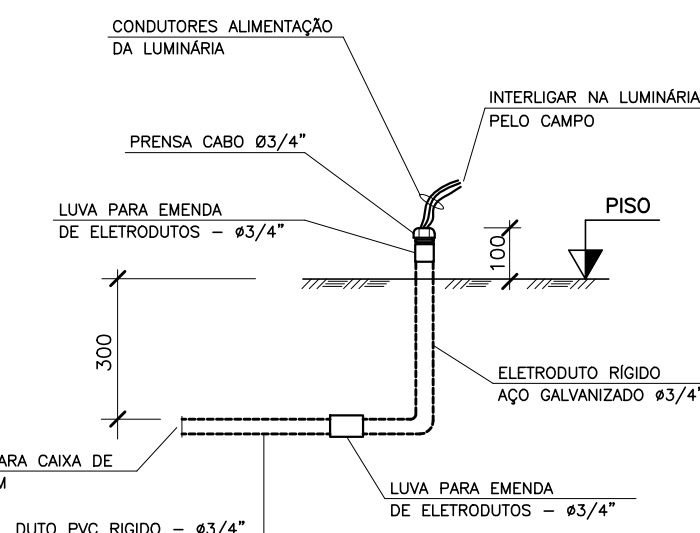 CONDUTORES ALIMENTAÇÃO
DA LUMINÁRIA
INTERLIGAR NA LUMINÁRIA
PELO CAMPO
PRENSA CABO Ø3/4"
LUVA PARA EMENDA
DE ELETRODUTOS – ø3/4"
PISO
100
300
ELETRODUTO RÍGIDO
AÇO GALVANIZADO ø3/4"
CAIXA DE
LUVA PARA EMENDA
DE ELETRODUTOS – ø3/4"
DUTO PVC RIGIDO – ø3/4"